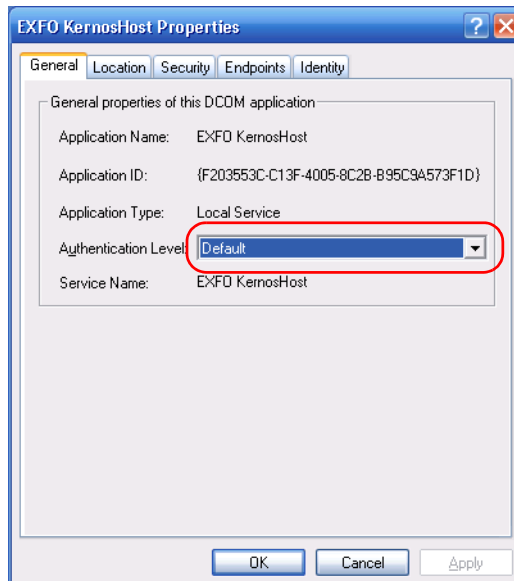 EXFO KernosHost Properties
General Location Security Endpoints Identity
General properties of this DCOM application
Application Name: EXFO KernosHost
Application ID: {F203553C-C13F-4005-8C2B-B95C9A573F1D}
Application Type: Local Service
Authentication Level: Default
Service Name: EXFO KernosHost
OK Cancel Apply